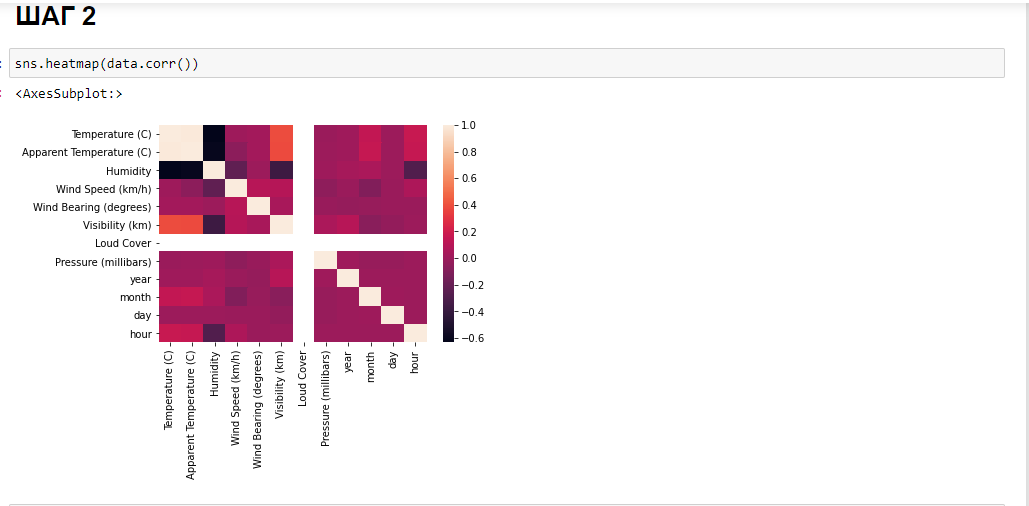 ШАГ 2
: sns.heatmap(data.corr())
: <AxesSubplot:>
Temperature (C)
Apparent Temperature (C)
Humidity
Wind Speed (km/h)
Wind Bearing (degrees)
Visibility (km)
Loud Cover
Pressure (millibars)
year
month
day
hour
1.0
0.8
0.6
0.4
0.2
0.0
−0.2
−0.4
−0.6
Temperature (C)
Apparent Temperature (C)
Humidity
Wind Speed (km/h)
Wind Bearing (degrees)
Visibility (km)
Loud Cover
Pressure (millibars)
year
month
day
hour